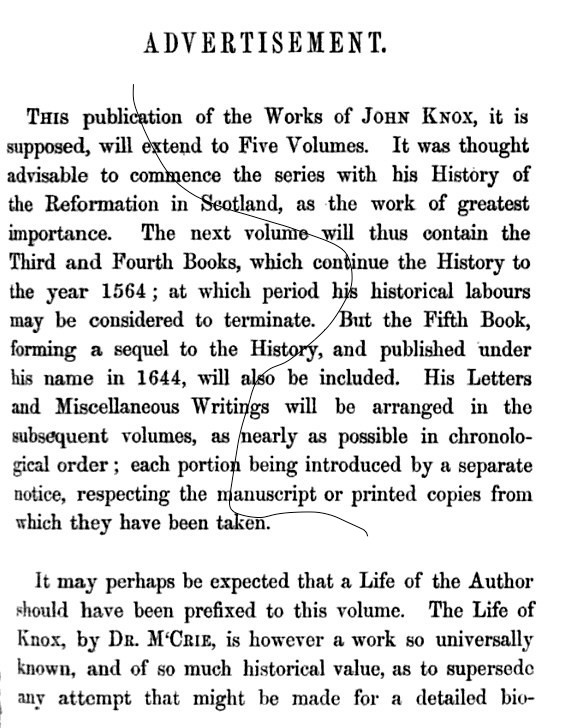 ADVERTISEMENT.
This publication of the Works of John Knox, it is
supposed, will extend to Five Volumes. It was thought
advisable to commence the series with his History of
the Reformation in Scotland, as the work of greatest
importance. The next volume will thus contain the
Third and Fourth Books, which continue the History to
the year 1564; at which period his historical labours
may be considered to terminate. But the Fifth Book,
forming a sequel to the History, and published under
his name in 1644, will also be included. His Letters
and Miscellaneous Writings will be arranged in the
subsequent volumes, as nearly as possible in chronolo-
gical order; each portion being introduced by a separate
notice, respecting the manuscript or printed copies from
which they have been taken.
It may perhaps be expected that a Life of the Author
should have been prefixed to this volume. The Life of
Knox, by Dr. M‘Crie, is however a work so universally
known, and of so much historical value, as to supersede
any attempt that might be made for a detailed bio-